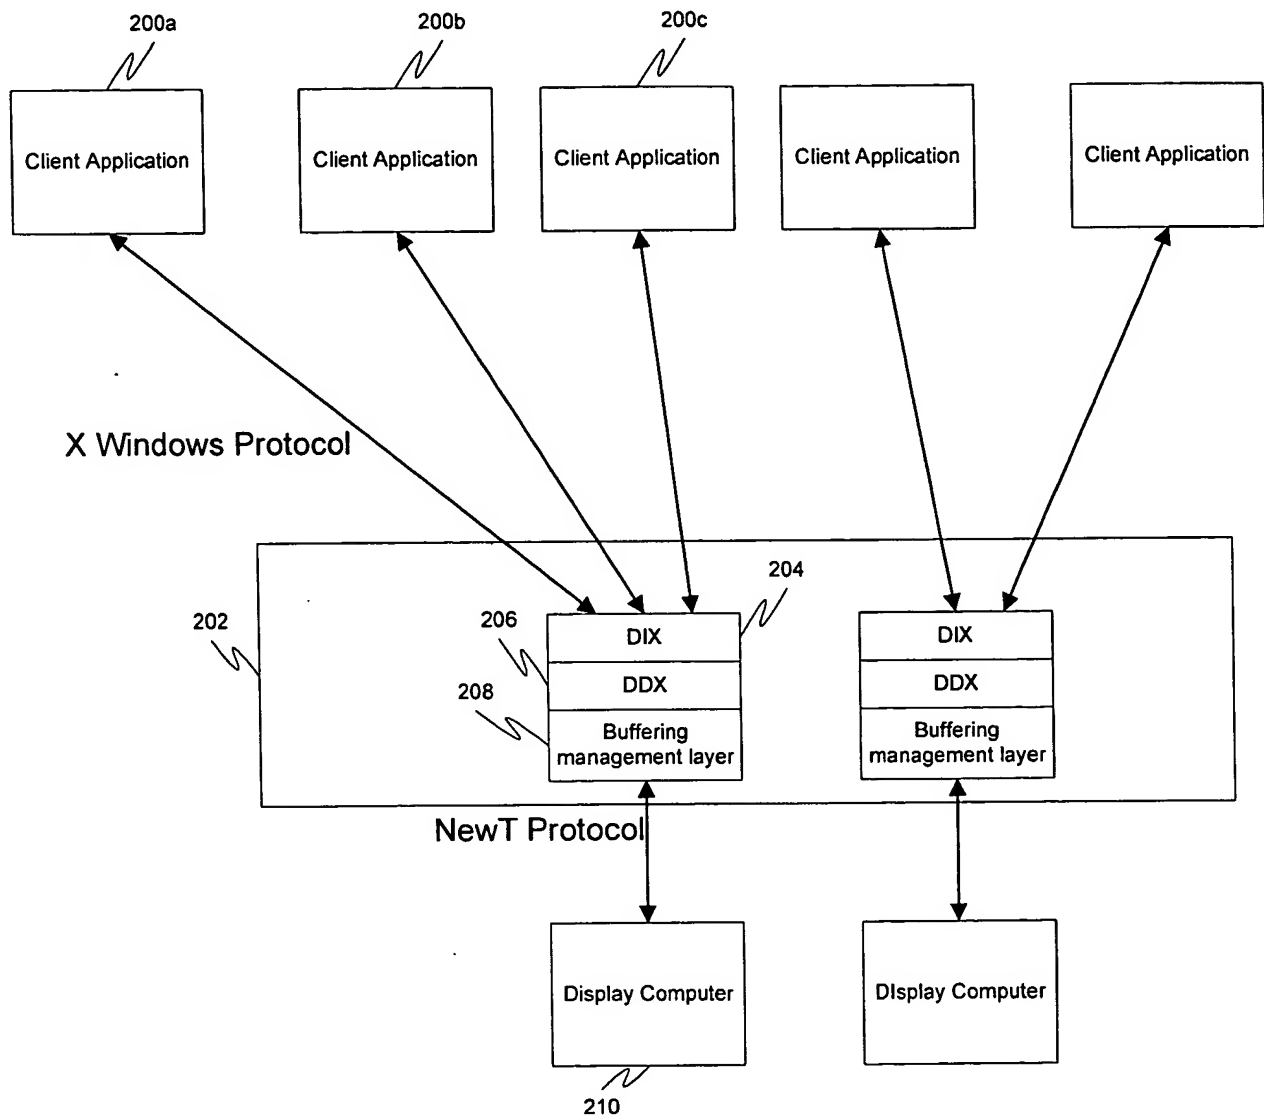 200a
200b
200c
Client Application
Client Application
Client Application
Client Application
Client Application
X Windows Protocol
202
204
206
208
DIX
DDX
Buffering
management layer
DIX
DDX
Buffering
management layer
NewT Protocol
Display Computer
DIsplay Computer
210